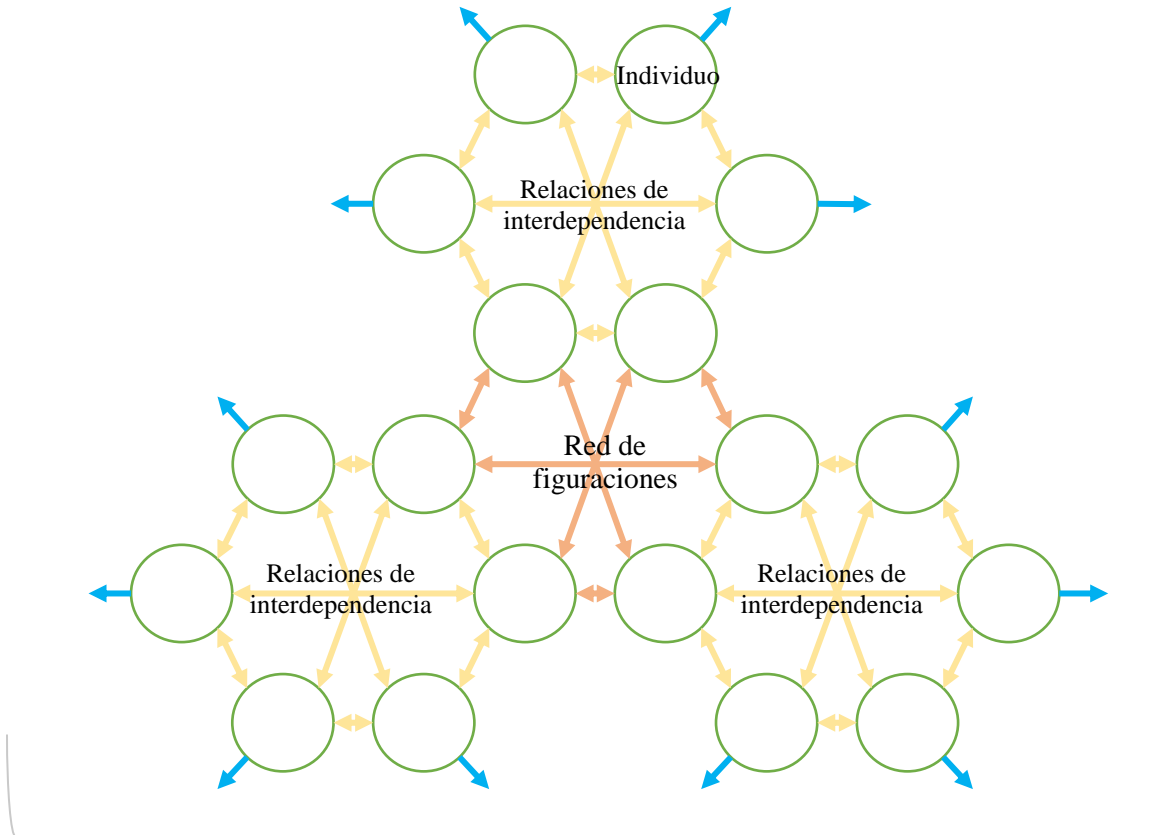 Individuo
Relaciones de
interdependencia
Red de
figuraciones
Relaciones de
interdependencia
Relaciones de
interdependencia